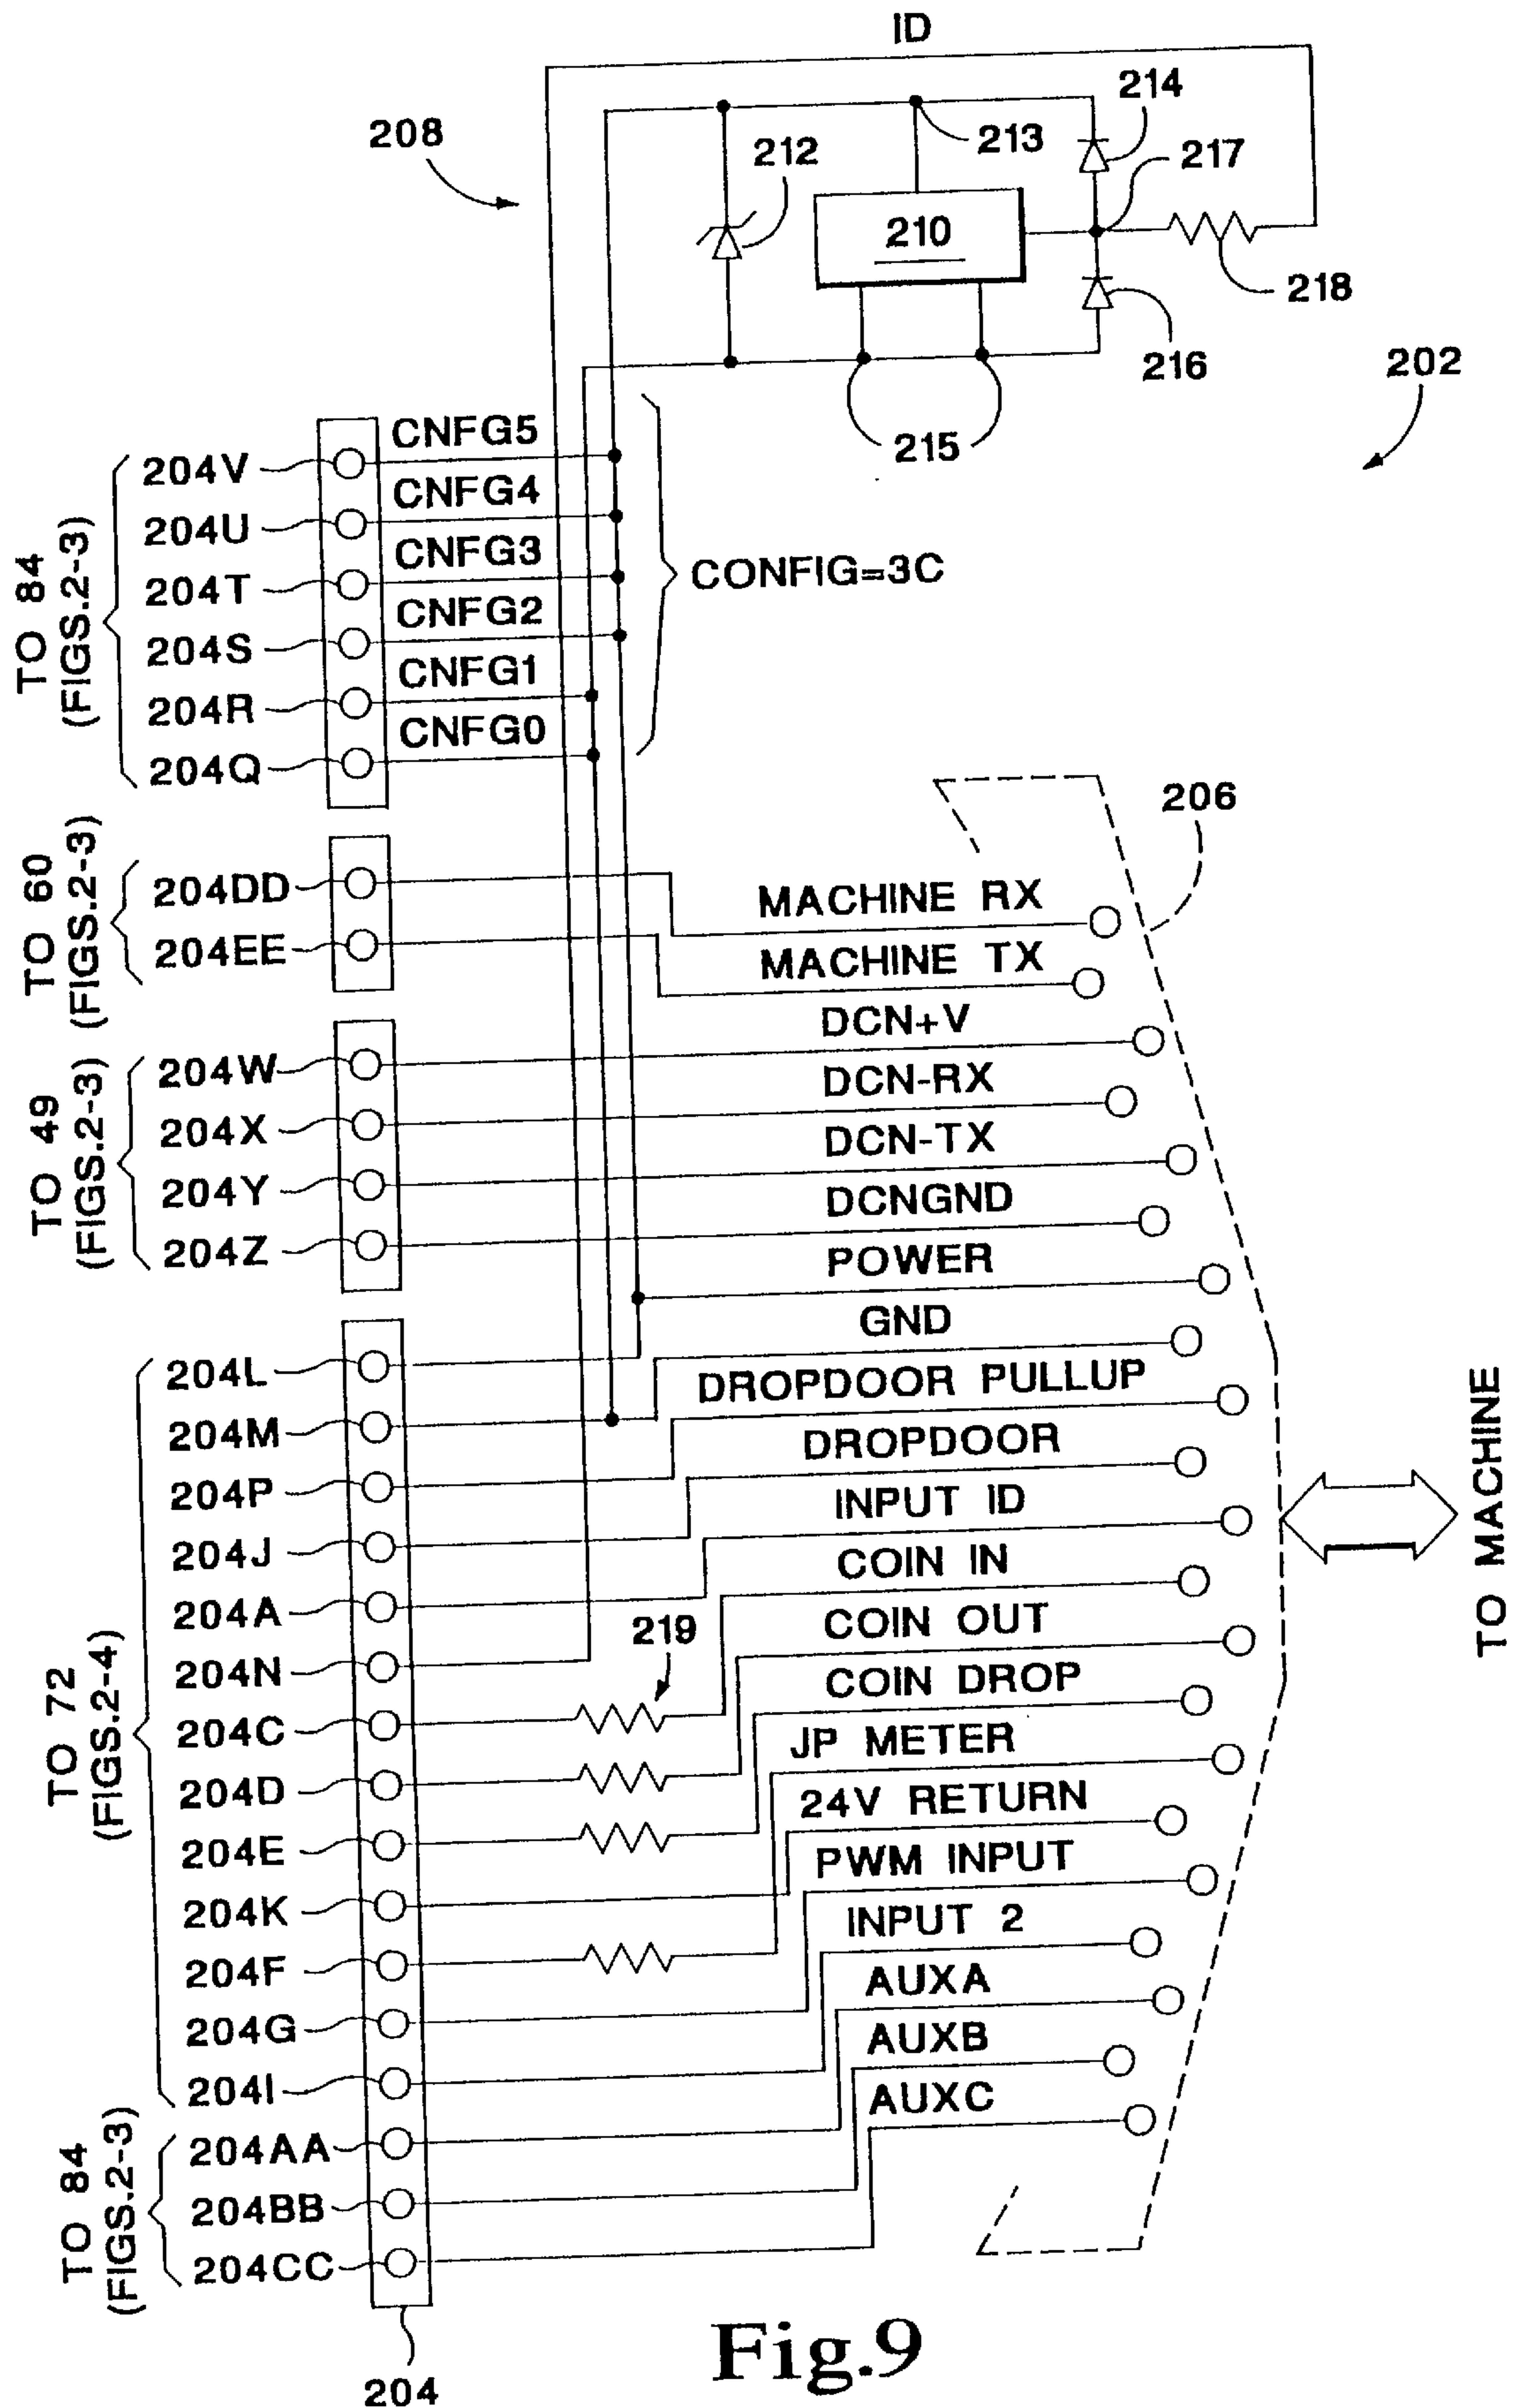 ID
208
212
213
214
217
210
218
216
202
215
CNFG5
204V
CNFG4
204U
CNFG3
204T
CNFG2
204S
CNFG1
204R
CNFG0
204Q
TO 84
(FIGS.2-3)
CONFIG=3C
206
TO 60
(FIGS.2-3)
204DD
MACHINE RX
204EE
MACHINE TX
TO 49
(FIGS.2-3)
204W
DCN+V
204X
DCN-RX
204Y
DCN-TX
204Z
DCNGND
POWER
GND
204L
DROPDOOR PULLUP
204M
DROPDOOR
204P
INPUT ID
204J
COIN IN
204A
COIN OUT
204N
219
COIN DROP
204C
JP METER
204D
24V RETURN
204E
PWM INPUT
204K
INPUT 2
204F
AUXA
204G
AUXB
204I
AUXC
TO 72
(FIGS.2-4)
TO MACHINE
204AA
204BB
204CC
TO 84
(FIGS.2-3)
204
Fig.9